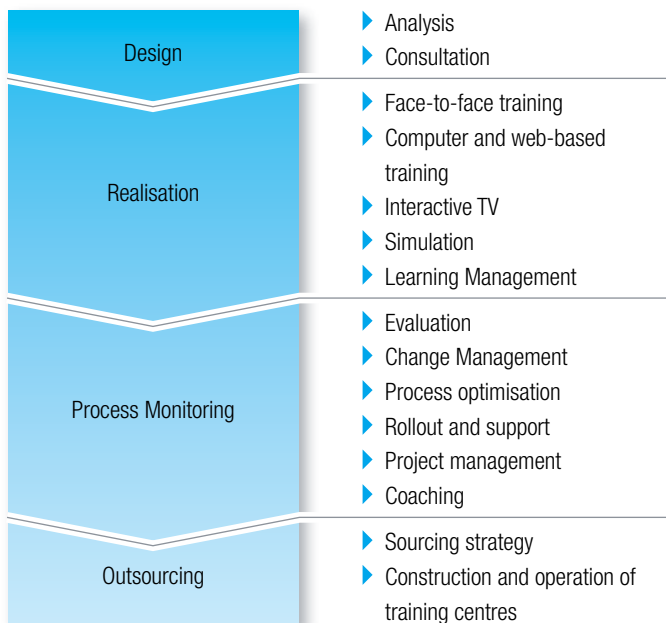 Design
Analysis
Consultation
Realisation
Face-to-face training
Computer and web-based
training
Interactive TV
Simulation
Learning Management
Process Monitoring
Evaluation
Change Management
Process optimisation
Rollout and support
Project management
Coaching
Outsourcing
Sourcing strategy
Construction and operation of
training centres